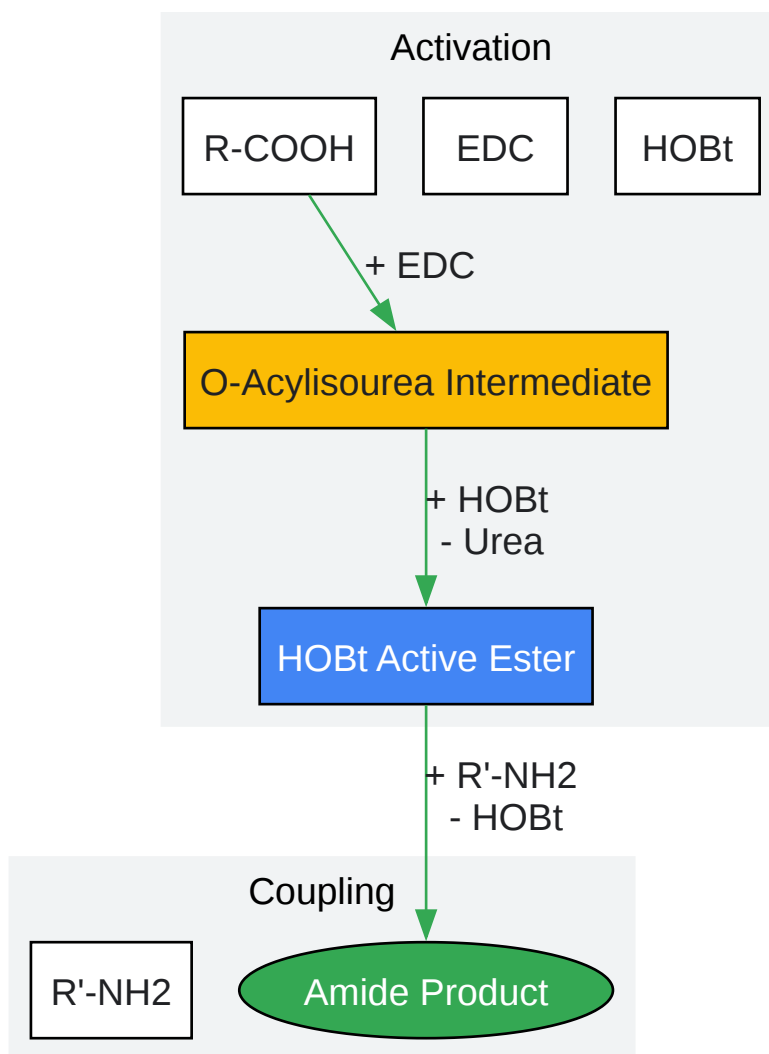 Activation
R-COOH
EDC
HOBt
+ EDC
O-Acylisourea Intermediate
+ HOBt
- Urea
HOBt Active Ester
+ R'-NH2
- HOBt
Coupling
R'-NH2
Amide Product